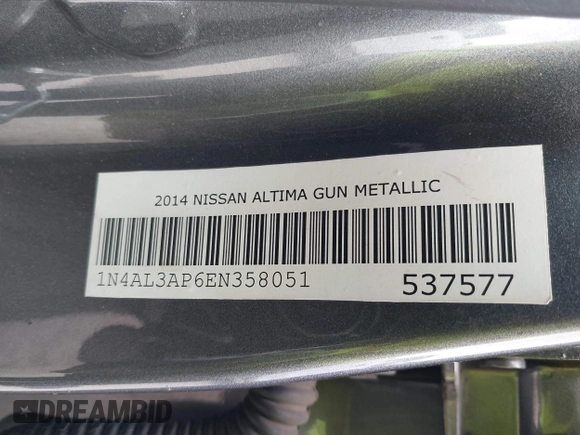 2014 NISSAN ALTIMA GUN METALLIC
1N4AL3AP6EN358051
537577
DREAMBID